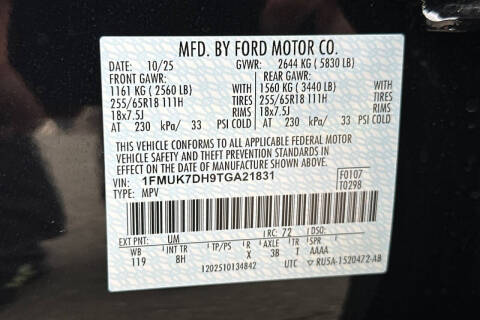 MFD. BY FORD MOTOR CO.
DATE: 10/25 GVWR: 2644 KG ( 5830 LB)
FRONT GAWR: REAR GAWR:
1161 KG ( 2560 LB) WITH 1560 KG ( 3440 LB) WITH
255/65R18 111H TIRES 255/65R18 111H TIRES
18x7.5J RIMS 18x7.5J RIMS
AT 230 kPa/ 33 PSI COLD AT 230 kPa/ 33 PSI COLD
THIS VEHICLE CONFORMS TO ALL APPLICABLE FEDERAL MOTOR
VEHICLE SAFETY AND THEFT PREVENTION STANDARDS IN
EFFECT ON THE DATE OF MANUFACTURE SHOWN ABOVE.
VIN: 1FMUK7DH9TGA21831 F0107
TYPE: MPV T0298
EXT PNT: UM RC: 72 DSO:
WB INT TR TP/PS R AXLE TR SPR
119 8H X 38 T AAAA
1202510134842 UTC RU5A-1520472-AB